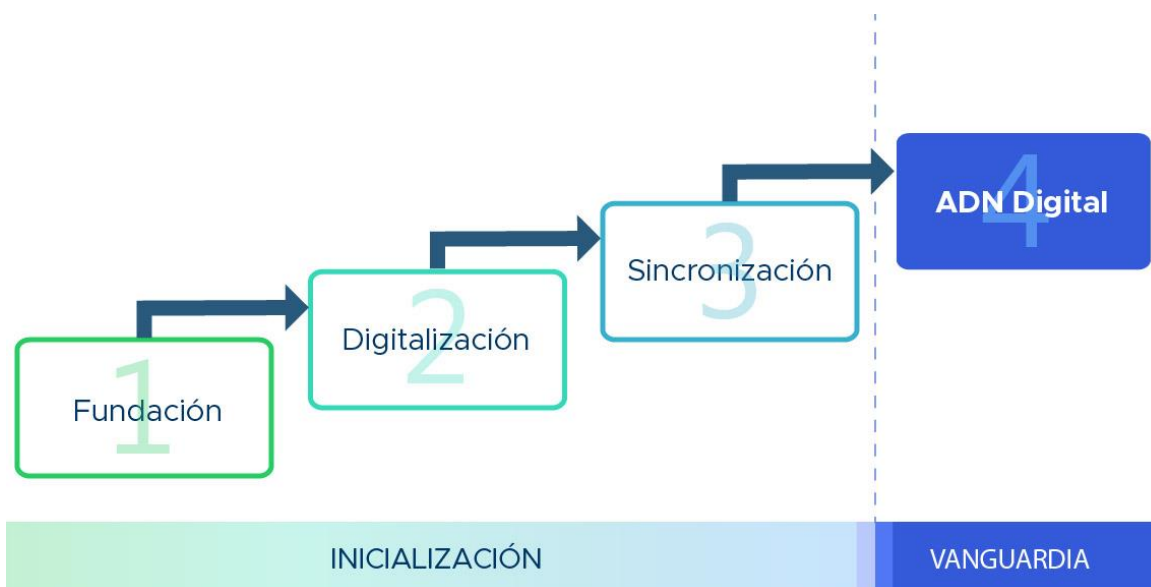 1
Fundación
2
Digitalización
3
Sincronización
4
ADN Digital
INICIALIZACIÓN
VANGUARDIA